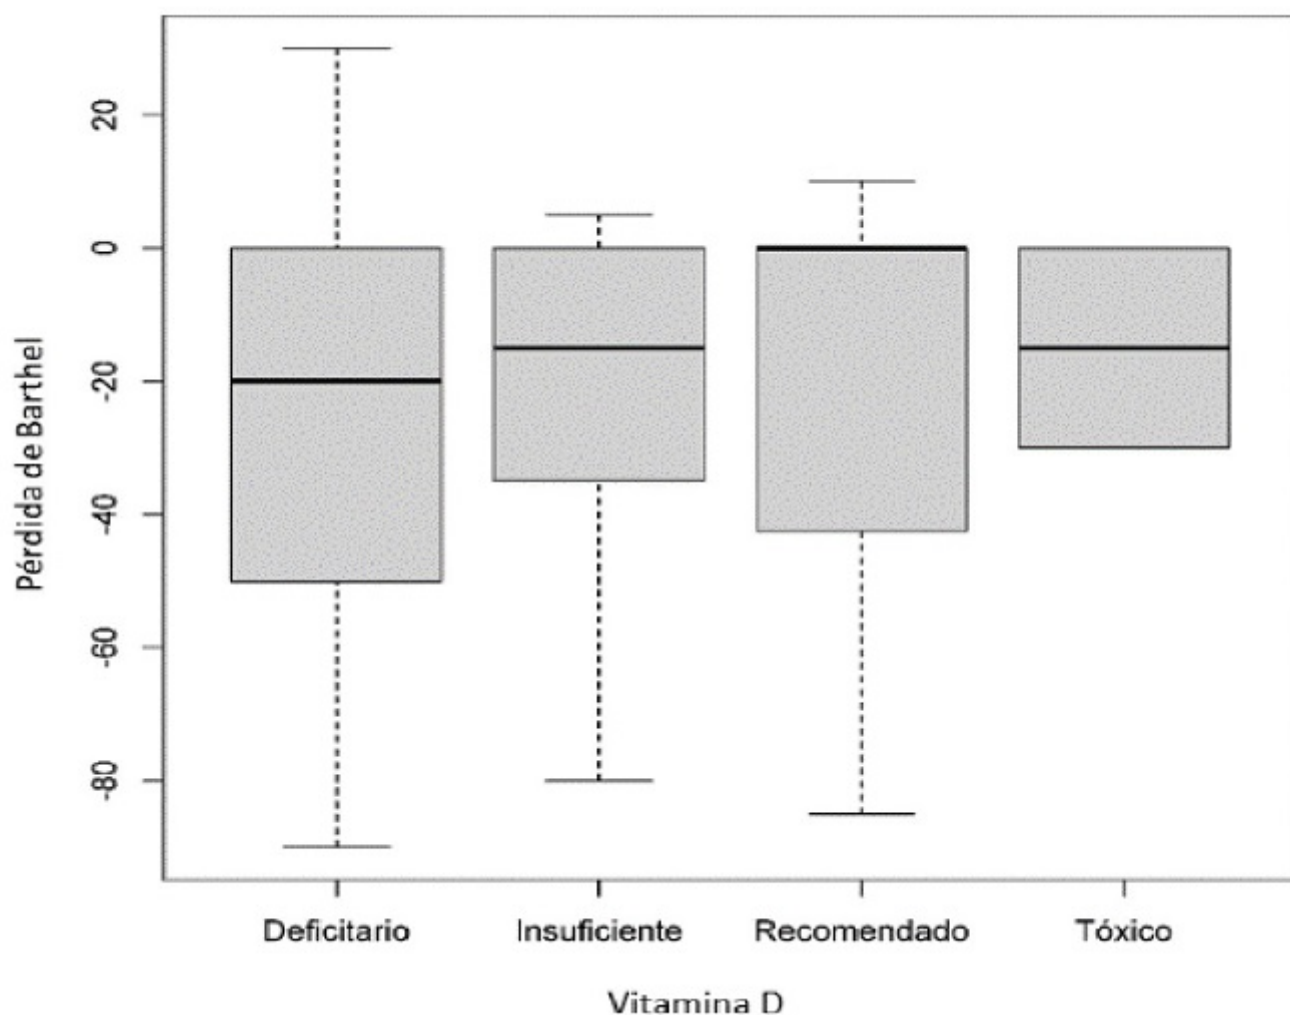 Pérdida de Barthel
20
0
-20
-40
-60
-80
Deficitario Insuficiente Recomendado Tóxico
Vitamina D